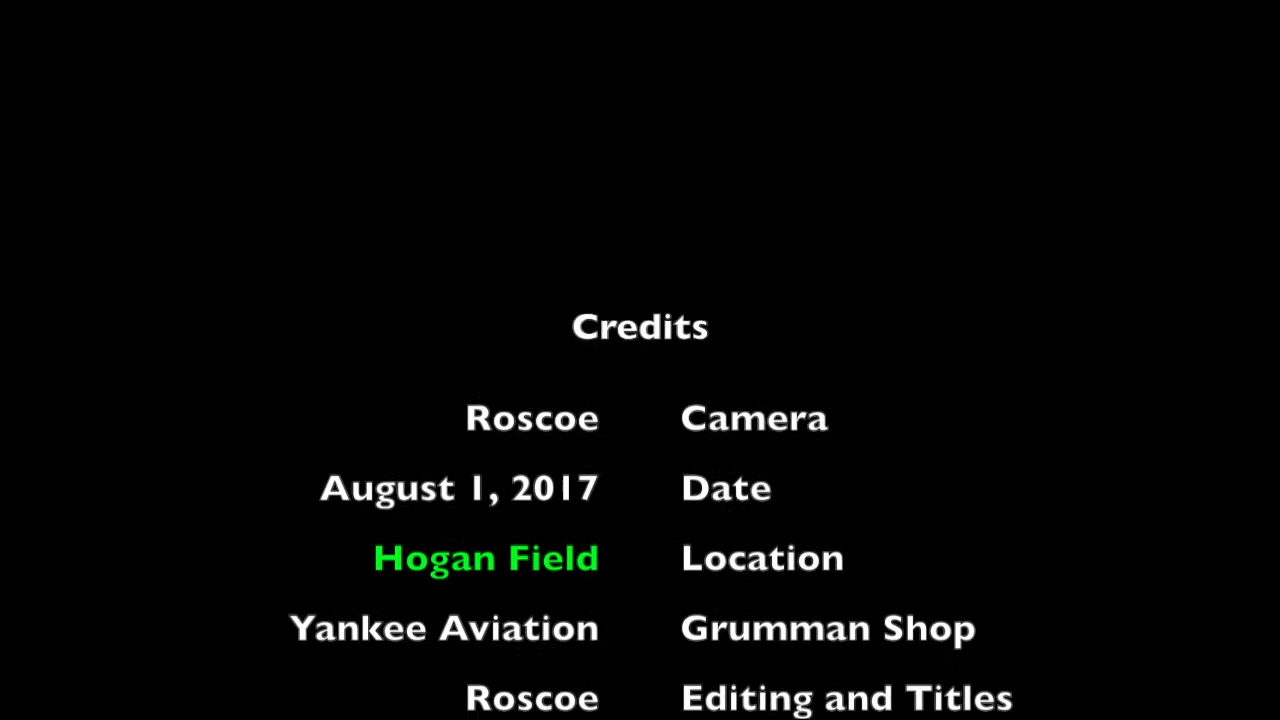 Credits
Roscoe Camera
August 1, 2017 Date
Hogan Field Location
Yankee Aviation Grumman Shop
Roscoe Editing and Titles